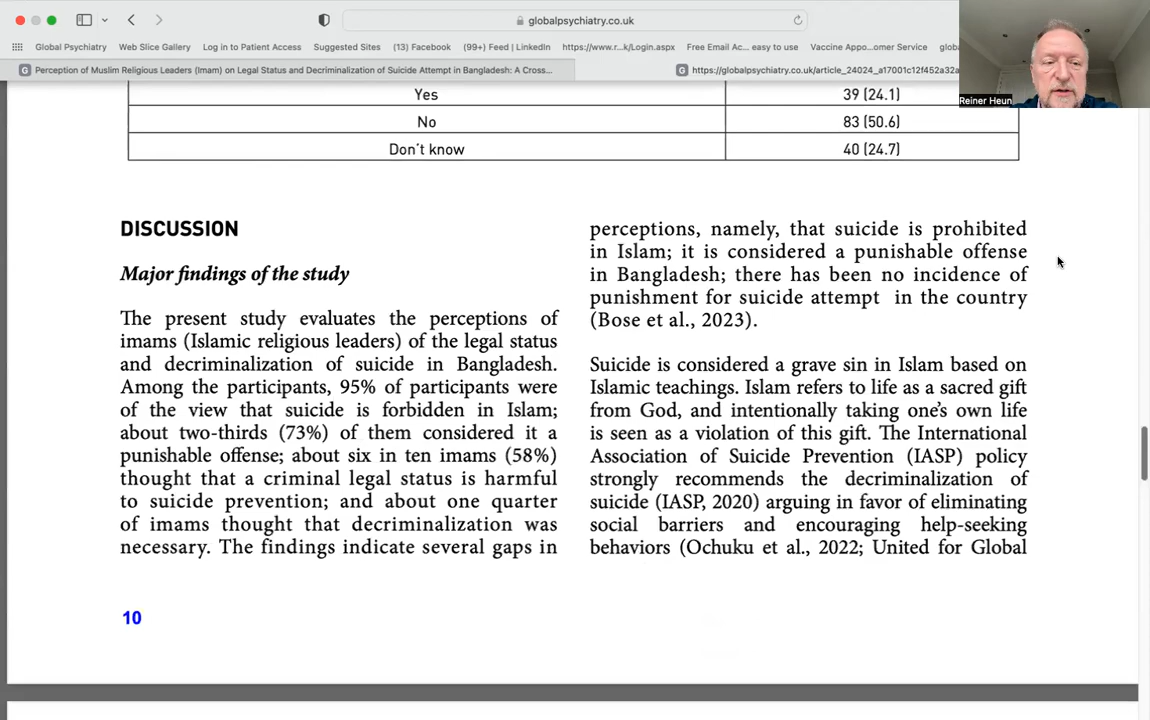 globalpsychiatry.co.uk
Global Psychiatry
Web Slice Gallery
Log in to Patient Access
Suggested Sites
(13) Facebook
(99+) Feed | LinkedIn
https://www.r...k/Login.aspx
Free Email Ac... easy to use
Vaccine Appo...omer Service
Perception of Muslim Religious Leaders (Imam) on Legal Status and Decriminalization of Suicide Attempt in Bangladesh: A Cross...
https://globalpsychiatry.co.uk/article_24024_a17001c12f452a32a
Reiner Heun
Yes 39 (24.1)
No 83 (50.6)
Don't know 40 (24.7)
DISCUSSION
Major findings of the study
The present study evaluates the perceptions of
imams (Islamic religious leaders) of the legal status
and decriminalization of suicide in Bangladesh.
Among the participants, 95% of participants were
of the view that suicide is forbidden in Islam;
about two-thirds (73%) of them considered it a
punishable offense; about six in ten imams (58%)
thought that a criminal legal status is harmful
to suicide prevention; and about one quarter
of imams thought that decriminalization was
necessary. The findings indicate several gaps in
perceptions, namely, that suicide is prohibited
in Islam; it is considered a punishable offense
in Bangladesh; there has been no incidence of
punishment for suicide attempt in the country
(Bose et al., 2023).
Suicide is considered a grave sin in Islam based on
Islamic teachings. Islam refers to life as a sacred gift
from God, and intentionally taking one's own life
is seen as a violation of this gift. The International
Association of Suicide Prevention (IASP) policy
strongly recommends the decriminalization of
suicide (IASP, 2020) arguing in favor of eliminating
social barriers and encouraging help-seeking
behaviors (Ochuku et al., 2022; United for Global
10